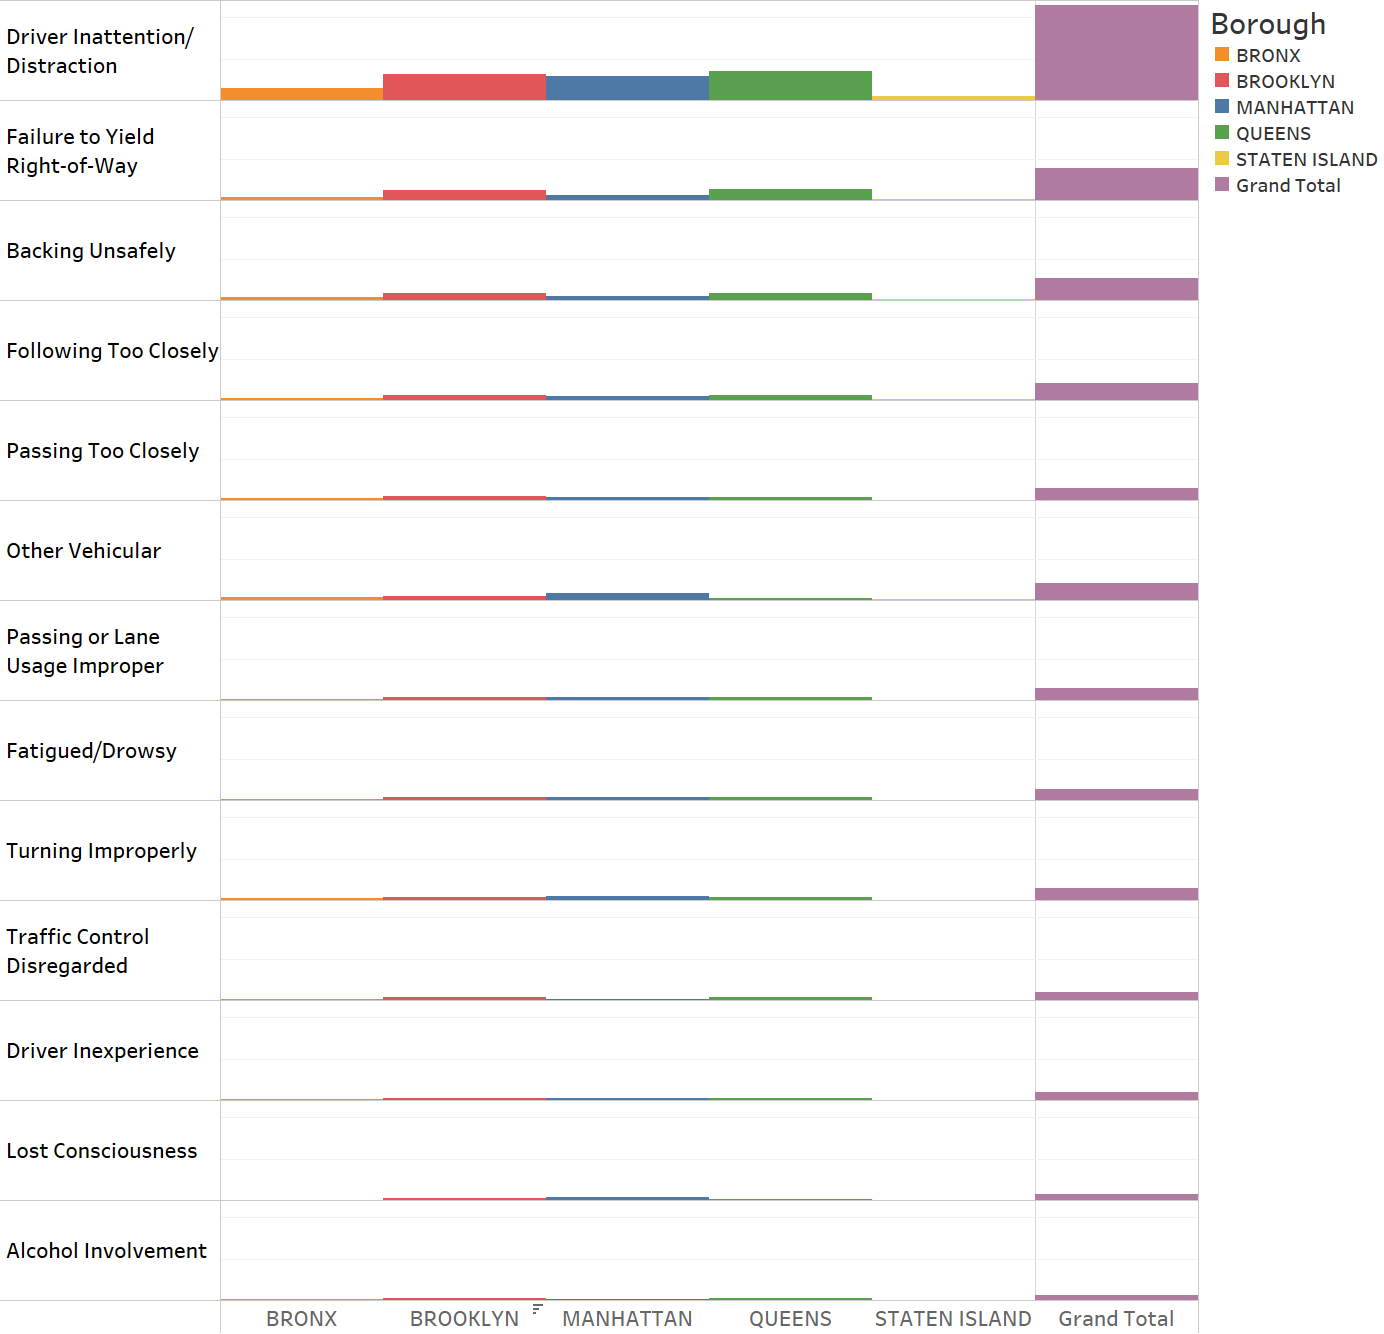 Driver Inattention/
Distraction
Failure to Yield
Right-of-Way
Backing Unsafely
Following Too Closely
Passing Too Closely
Other Vehicular
Passing or Lane
Usage Improper
Fatigued/Drowsy
Turning Improperly
Traffic Control
Disregarded
Driver Inexperience
Lost Consciousness
Alcohol Involvement
BRONX BROOKLYN MANHATTAN QUEENS STATEN ISLAND Grand Total
Borough
BRONX
BROOKLYN
MANHATTAN
QUEENS
STATEN ISLAND
Grand Total